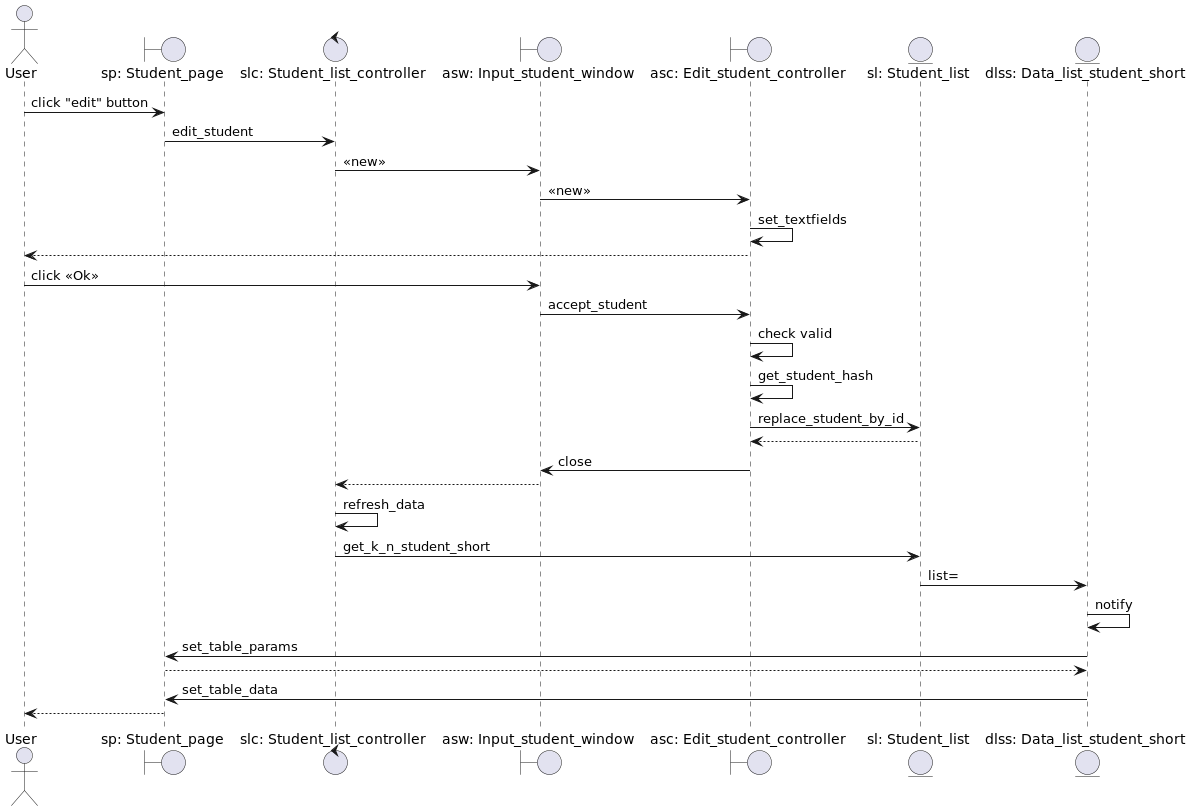 User sp: Student_page slc: Student_list_controller asw: Input_student_window asc: Edit_student_controller sl: Student_list dlss: Data_list_student_short
click "edit" button
edit_student
«new»
«new»
set_textfields
click «Ok»
accept_student
check valid
get_student_hash
replace_student_by_id
close
refresh_data
get_k_n_student_short
list=
notify
set_table_params
set_table_data
User sp: Student_page slc: Student_list_controller asw: Input_student_window asc: Edit_student_controller sl: Student_list dlss: Data_list_student_short